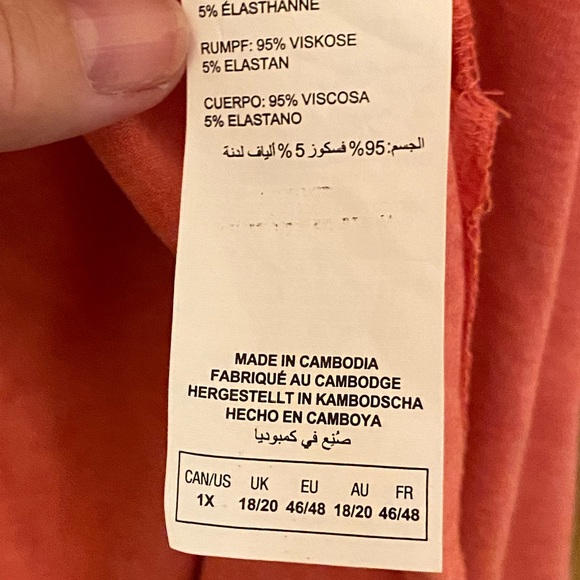 5% ÉLASTHANNE
RUMPF: 95% VISKOSE
5% ELASTAN
CUERPO: 95% VISCOSA
5% ELASTANO
الجسم: 95% فسكوز 5% ألياف لدنة
MADE IN CAMBODIA
FABRIQUÉ AU CAMBODGE
HERGESTELLT IN KAMBODSCHA
HECHO EN CAMBOYA
صُنِع في كمبوديا
CAN/US UK EU AU FR
1X 18/20 46/48 18/20 46/48